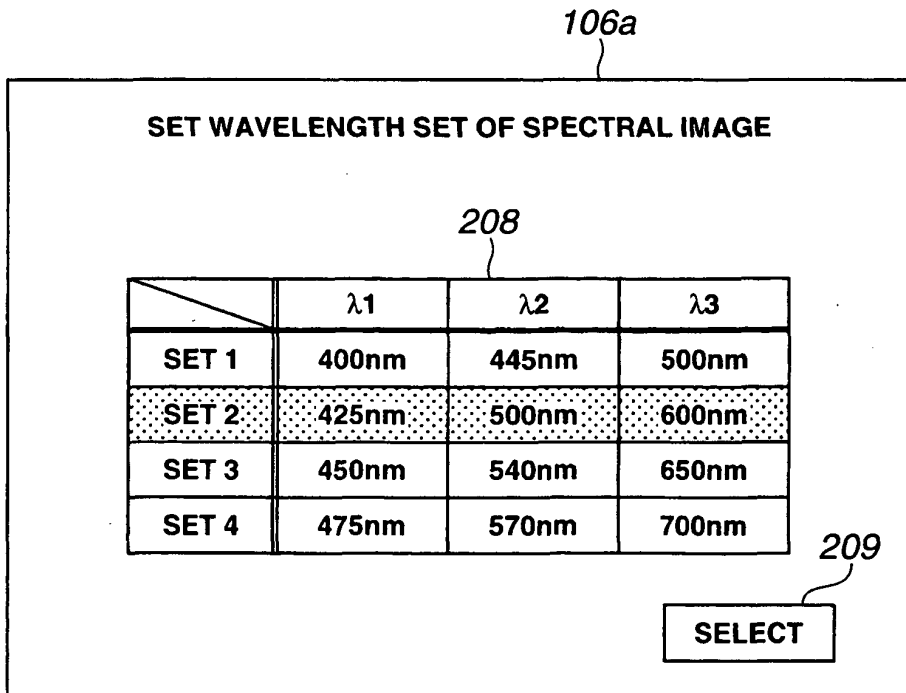 106a
SET WAVELENGTH SET OF SPECTRAL IMAGE
208
λ1 λ2 λ3
SET 1 400nm 445nm 500nm
SET 2 425nm 500nm 600nm
SET 3 450nm 540nm 650nm
SET 4 475nm 570nm 700nm
209
SELECT